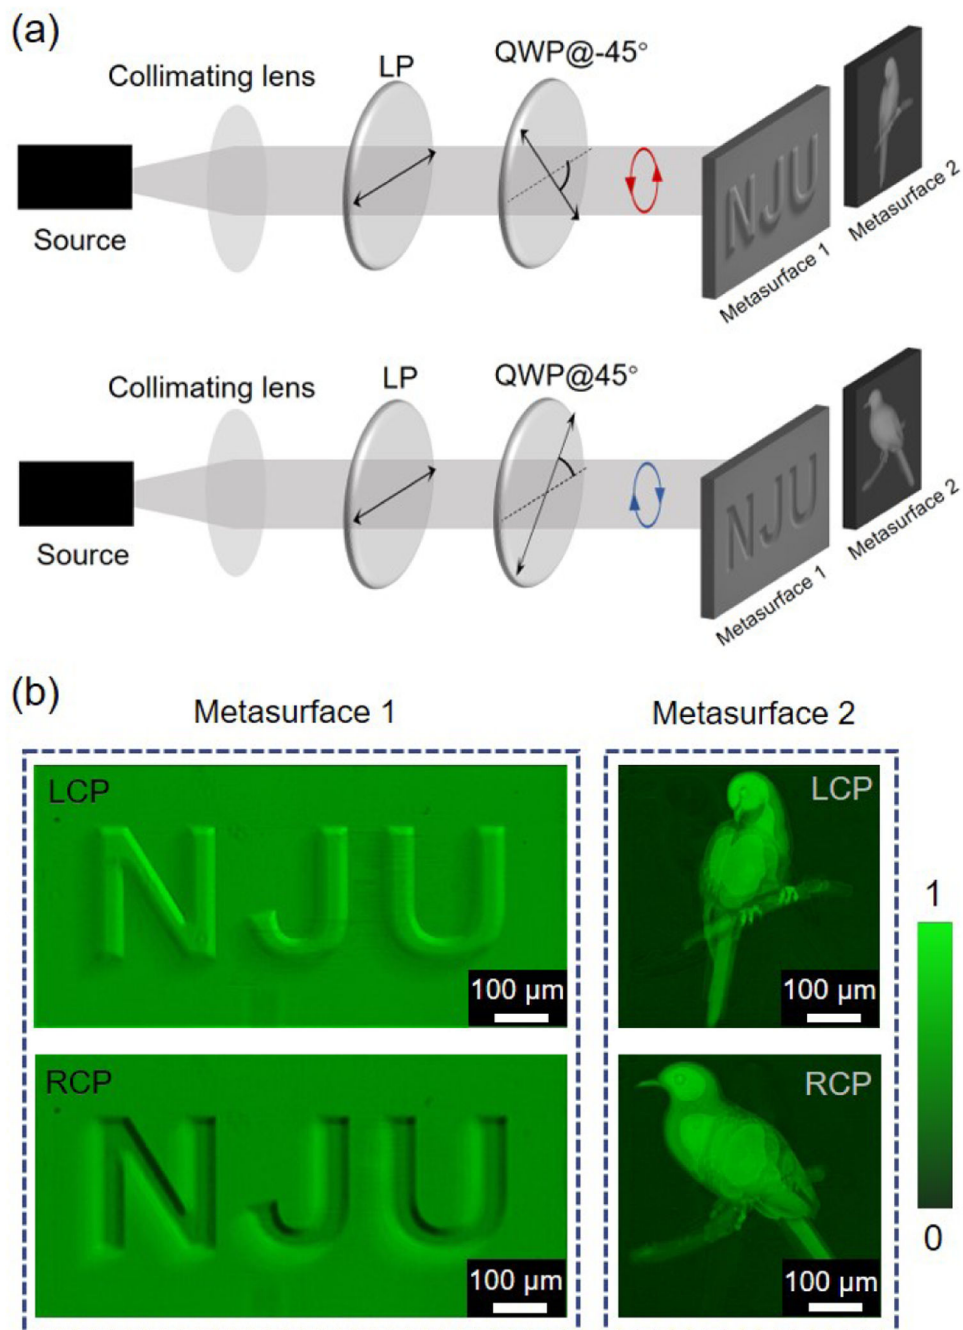 (a)
Collimating lens
LP
QWP@-45°
Source
NJU
Metasurface 1
Metasurface 2
Collimating lens
LP
QWP@45°
Source
NJU
Metasurface 1
Metasurface 2
(b)
Metasurface 1
Metasurface 2
LCP
NJU
100 µm
LCP
100 µm
RCP
NJU
100 µm
RCP
100 µm
1
0